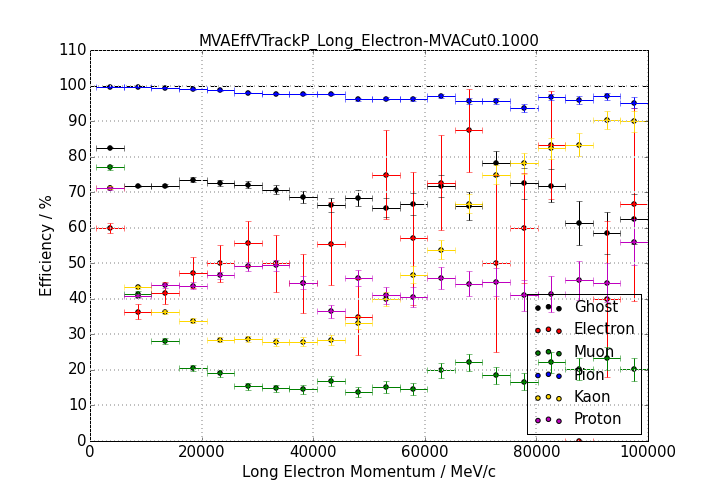 MVAEffVTrackP_Long_Electron-MVACut0.1000
110
100
90
80
70
60
50
40
30
20
10
0
Efficiency / %
Ghost
Electron
Muon
Pion
Kaon
Proton
0 20000 40000 60000 80000 100000
Long Electron Momentum / MeV/c